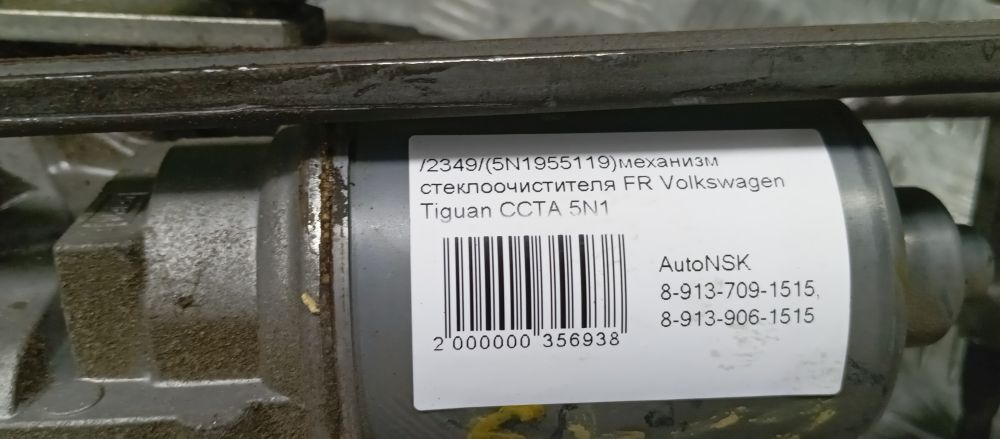 /2349/(5N1955119)механизм
стеклоочистителя FR Volkswagen
Tiguan CCTA 5N1
AutoNSK
8-913-709-1515,
8-913-906-1515
2 000000 356938